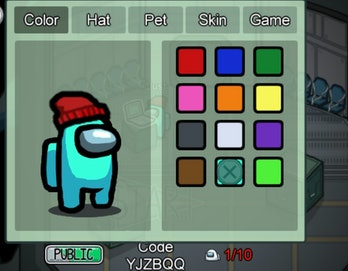 Color Hat Pet Skin Game
PUBLIC
Code
YJZBQQ
1/10